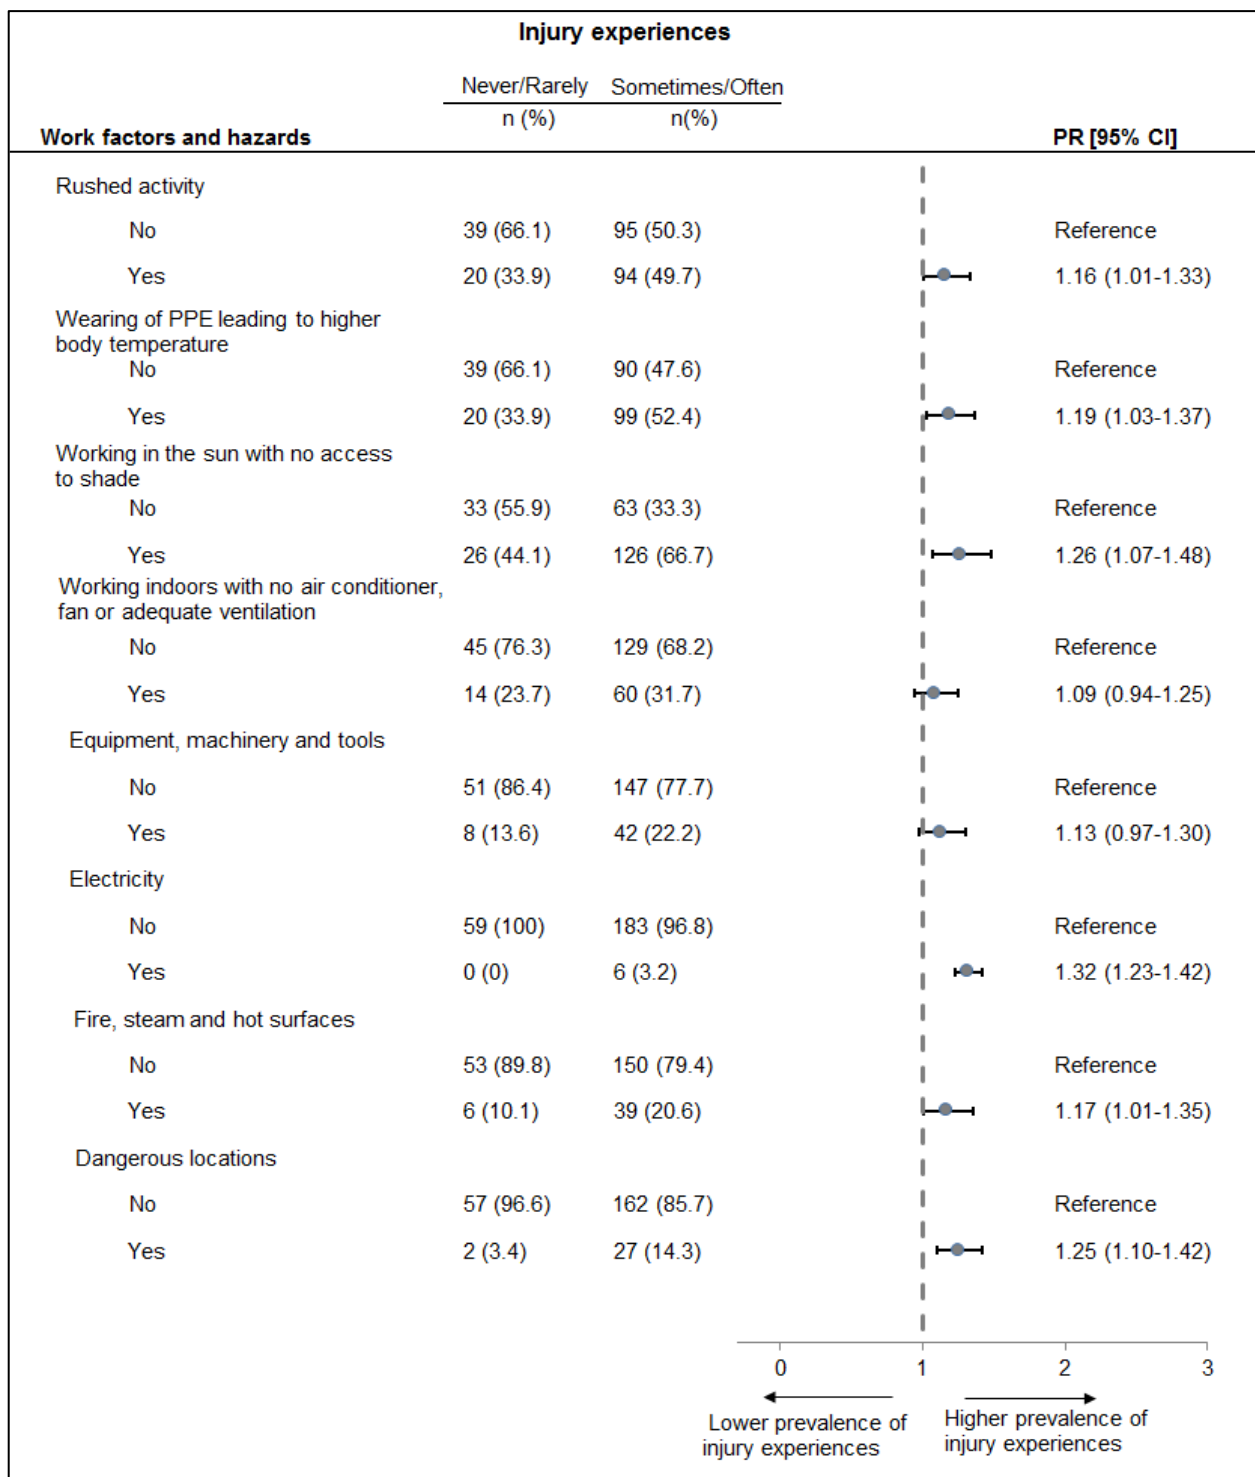 Injury experiences
Never/Rarely Sometimes/Often
n (%) n(%)
Work factors and hazards PR [95% CI]
Rushed activity
No 39 (66.1) 95 (50.3) Reference
Yes 20 (33.9) 94 (49.7) 1.16 (1.01-1.33)
Wearing of PPE leading to higher
body temperature
No 39 (66.1) 90 (47.6) Reference
Yes 20 (33.9) 99 (52.4) 1.19 (1.03-1.37)
Working in the sun with no access
to shade
No 33 (55.9) 63 (33.3) Reference
Yes 26 (44.1) 126 (66.7) 1.26 (1.07-1.48)
Working indoors with no air conditioner,
fan or adequate ventilation
No 45 (76.3) 129 (68.2) Reference
Yes 14 (23.7) 60 (31.7) 1.09 (0.94-1.25)
Equipment, machinery and tools
No 51 (86.4) 147 (77.7) Reference
Yes 8 (13.6) 42 (22.2) 1.13 (0.97-1.30)
Electricity
No 59 (100) 183 (96.8) Reference
Yes 0 (0) 6 (3.2) 1.32 (1.23-1.42)
Fire, steam and hot surfaces
No 53 (89.8) 150 (79.4) Reference
Yes 6 (10.1) 39 (20.6) 1.17 (1.01-1.35)
Dangerous locations
No 57 (96.6) 162 (85.7) Reference
Yes 2 (3.4) 27 (14.3) 1.25 (1.10-1.42)
0 1 2 3
Lower prevalence of
injury experiences
Higher prevalence of
injury experiences